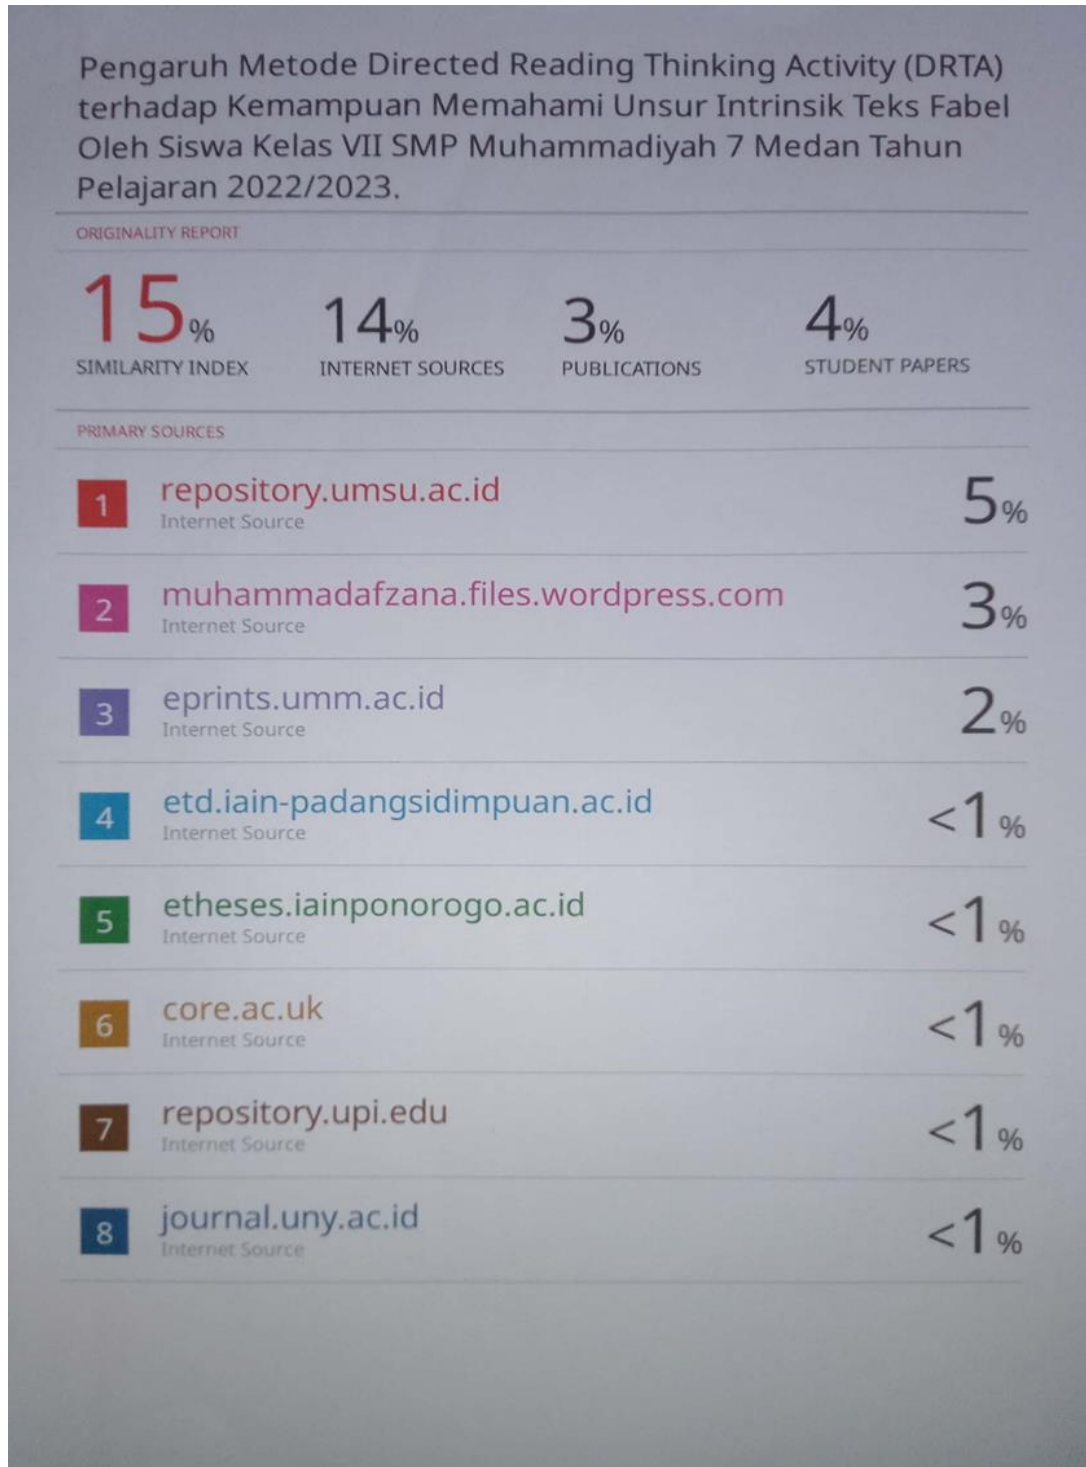 Pengaruh Metode Directed Reading Thinking Activity (DRTA)
terhadap Kemampuan Memahami Unsur Intrinsik Teks Fabel
Oleh Siswa Kelas VII SMP Muhammadiyah 7 Medan Tahun
Pelajaran 2022/2023.
ORIGINALITY REPORT
15% 14% 3% 4%
SIMILARITY INDEX INTERNET SOURCES PUBLICATIONS STUDENT PAPERS
PRIMARY SOURCES
1 repository.umsu.ac.id 5%
Internet Source
2 muhammadafzana.files.wordpress.com 3%
Internet Source
3 eprints.umm.ac.id 2%
Internet Source
4 etd.iain-padangsidimpuan.ac.id <1%
Internet Source
5 etheses.iainponorogo.ac.id <1%
Internet Source
6 core.ac.uk <1%
Internet Source
7 repository.upi.edu <1%
Internet Source
8 journal.uny.ac.id <1%
Internet Source